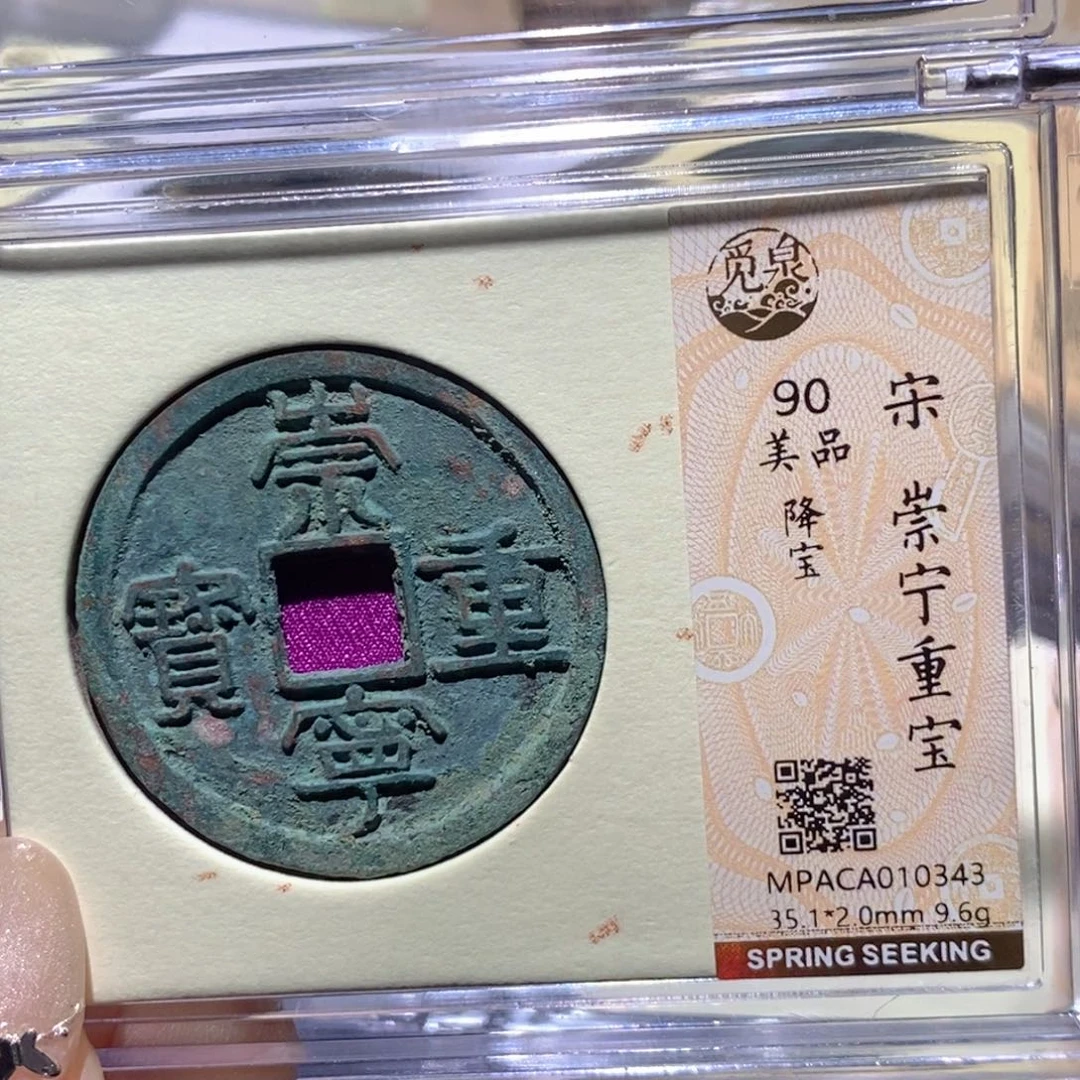 崇
重
寶
寧
觅泉
宋 崇宁重宝
90
美品
降宝
MPACA010343
35.1*2.0mm 9.6g
SPRING SEEKING